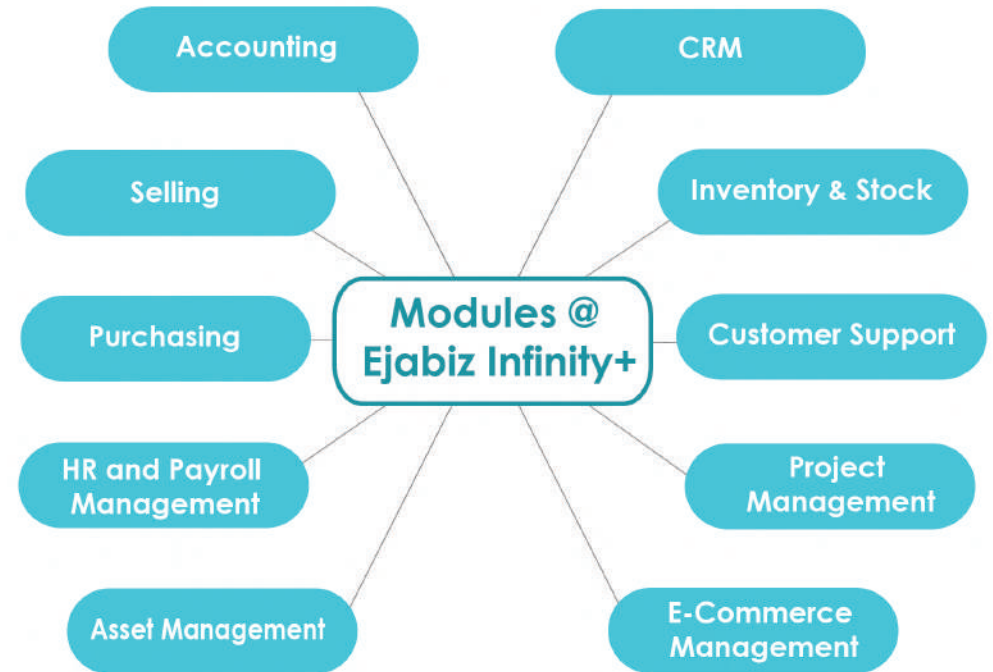 Accounting
CRM
Selling
Inventory & Stock
Modules @
Ejabiz Infinity+
Purchasing
Customer Support
HR and Payroll
Management
Project
Management
Asset Management
E-Commerce
Management